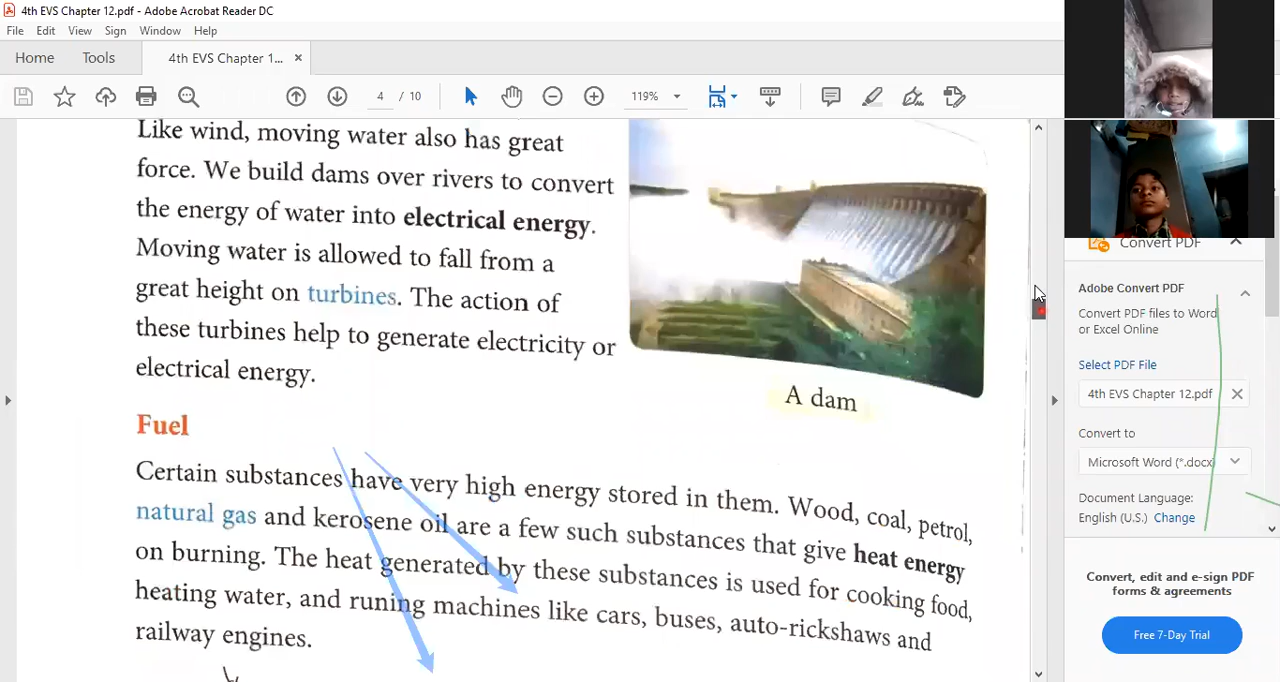 4th EVS Chapter 12.pdf - Adobe Acrobat Reader DC
File Edit View Sign Window Help
Home Tools 4th EVS Chapter 1... ×
4 / 10 119%
Like wind, moving water also has great
force. We build dams over rivers to convert
the energy of water into electrical energy.
Moving water is allowed to fall from a
great height on turbines. The action of
these turbines help to generate electricity or
electrical energy.
A dam
Fuel
Certain substances have very high energy stored in them. Wood, coal, petrol,
natural gas and kerosene oil are a few such substances that give heat energy
on burning. The heat generated by these substances is used for cooking food,
heating water, and runing machines like cars, buses, auto-rickshaws and
railway engines.
Convert PDF
Adobe Convert PDF
Convert PDF files to Word
or Excel Online
Select PDF File
4th EVS Chapter 12.pdf
Convert to
Microsoft Word (*.docx)
Document Language:
English (U.S.) Change
Convert, edit and e-sign PDF
forms & agreements
Free 7-Day Trial